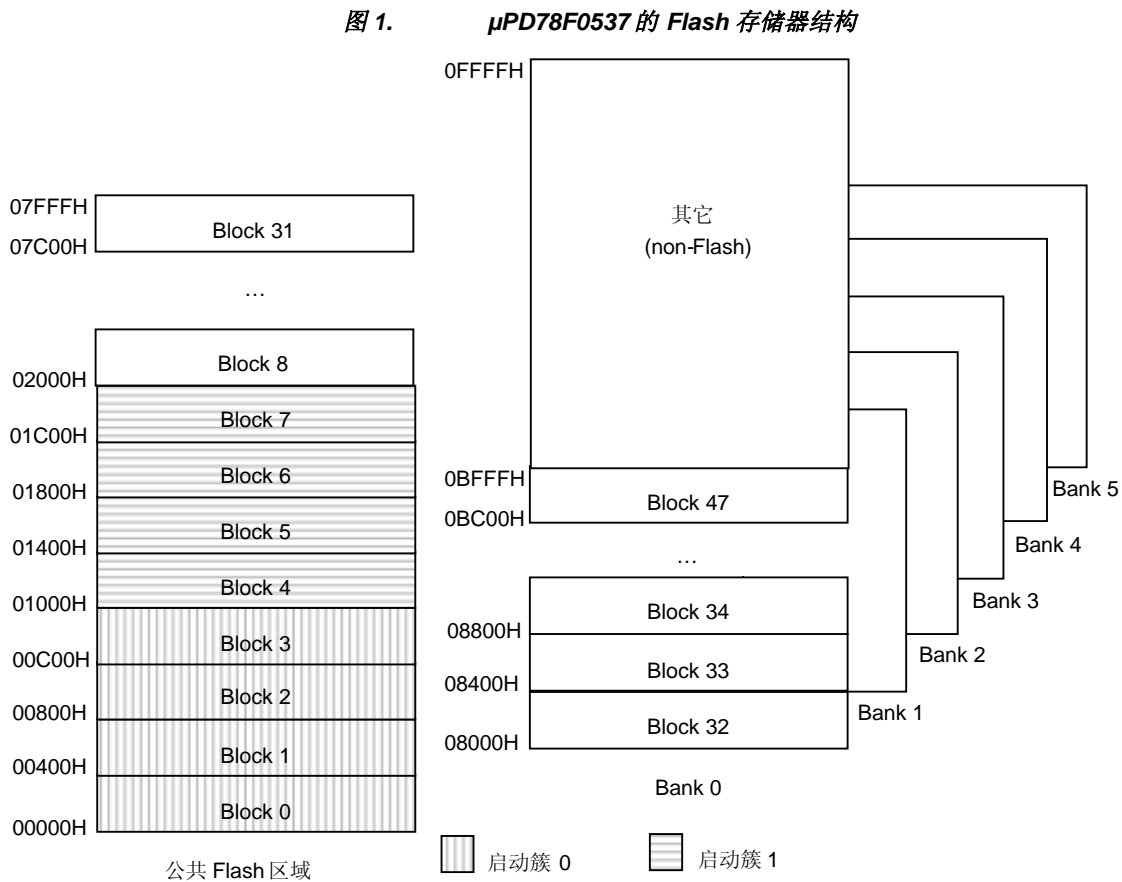 图 1. µPD78F0537 的 Flash 存储器结构
07FFFH
Block 31
07C00H
…
Block 8
02000H
Block 7
01C00H
Block 6
01800H
Block 5
01400H
Block 4
01000H
Block 3
00C00H
Block 2
00800H
Block 1
00400H
Block 0
00000H
公共 Flash 区域
0FFFFH
其它
(non-Flash)
0BFFFH
Block 47
0BC00H
…
Block 34
08800H
Block 33
08400H
Block 32
08000H
Bank 0
Bank 1
Bank 2
Bank 3
Bank 4
Bank 5
启动簇 0
启动簇 1